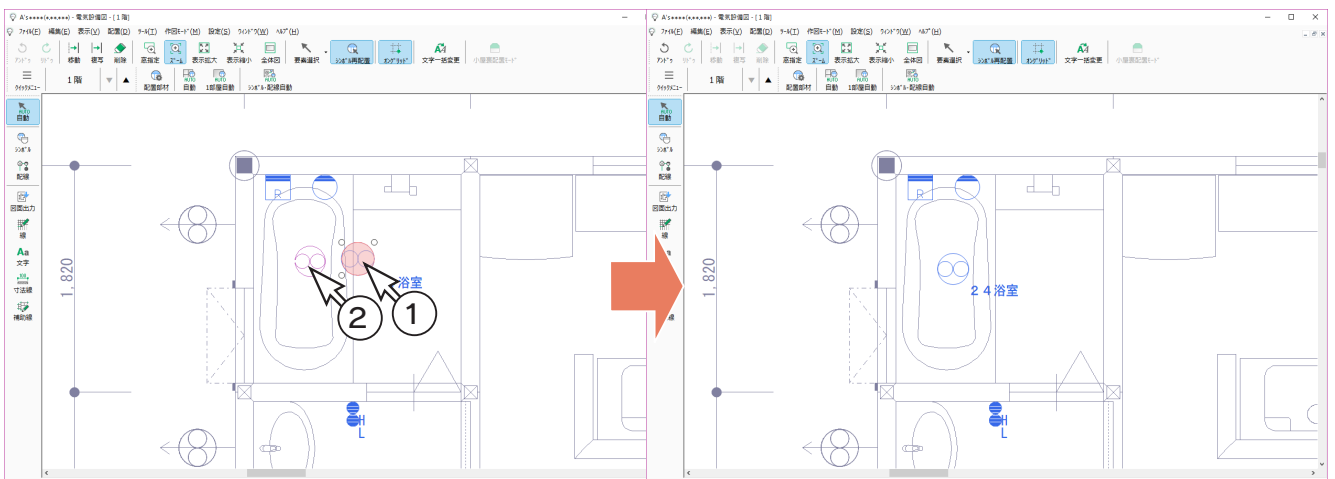 A's****(*.**.***) - 電気設備図 - [1 階]
ファイル(F) 編集(E) 表示(V) 配置(O) ツール(T) 作図モード(M) 設定(S) ウィンドウ(W) ヘルプ(H)
アンドゥ リドゥ 移動 複写 削除 窓指定 ズーム 表示拡大 表示縮小 全体図 要素選択 シンボル再配置 オングリッド 文字一括変更 小屋裏配置モード
クイックメニュー 1 階 ▼ ▲ 配置部材 AUTO 自動 AUTO 1部屋自動 AUTO シンボル・配線自動
AUTO
自動
シンボル
配線
図面出力
線
Aa
文字
寸法線
補助線
1,820
R
浴室
2
1
H
L
A's****(*.**.***) - 電気設備図 - [1 階]
ファイル(F) 編集(E) 表示(V) 配置(O) ツール(T) 作図モード(M) 設定(S) ウィンドウ(W) ヘルプ(H)
アンドゥ リドゥ 移動 複写 削除 窓指定 ズーム 表示拡大 表示縮小 全体図 要素選択 シンボル再配置 オングリッド 文字一括変更 小屋裏配置モード
クイックメニュー 1 階 ▼ ▲ 配置部材 AUTO 自動 AUTO 1部屋自動 AUTO シンボル・配線自動
AUTO
自動
シンボル
配線
図面出力
線
1,820
R
24浴室
H
L